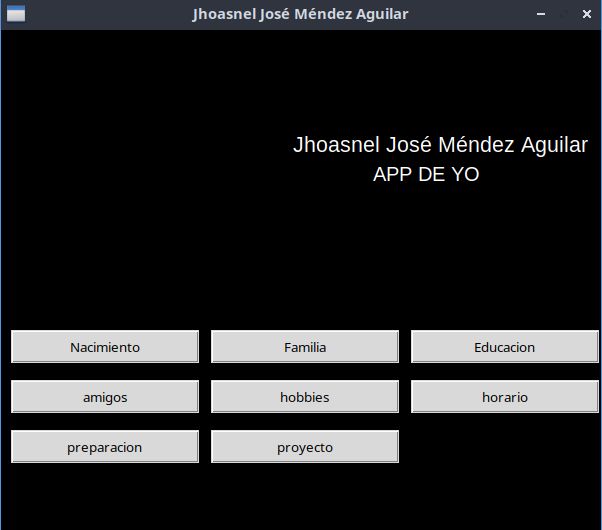 Jhoasnel José Méndez Aguilar
Jhoasnel José Méndez Aguilar
APP DE YO
Nacimiento
Familia
Educacion
amigos
hobbies
horario
preparacion
proyecto